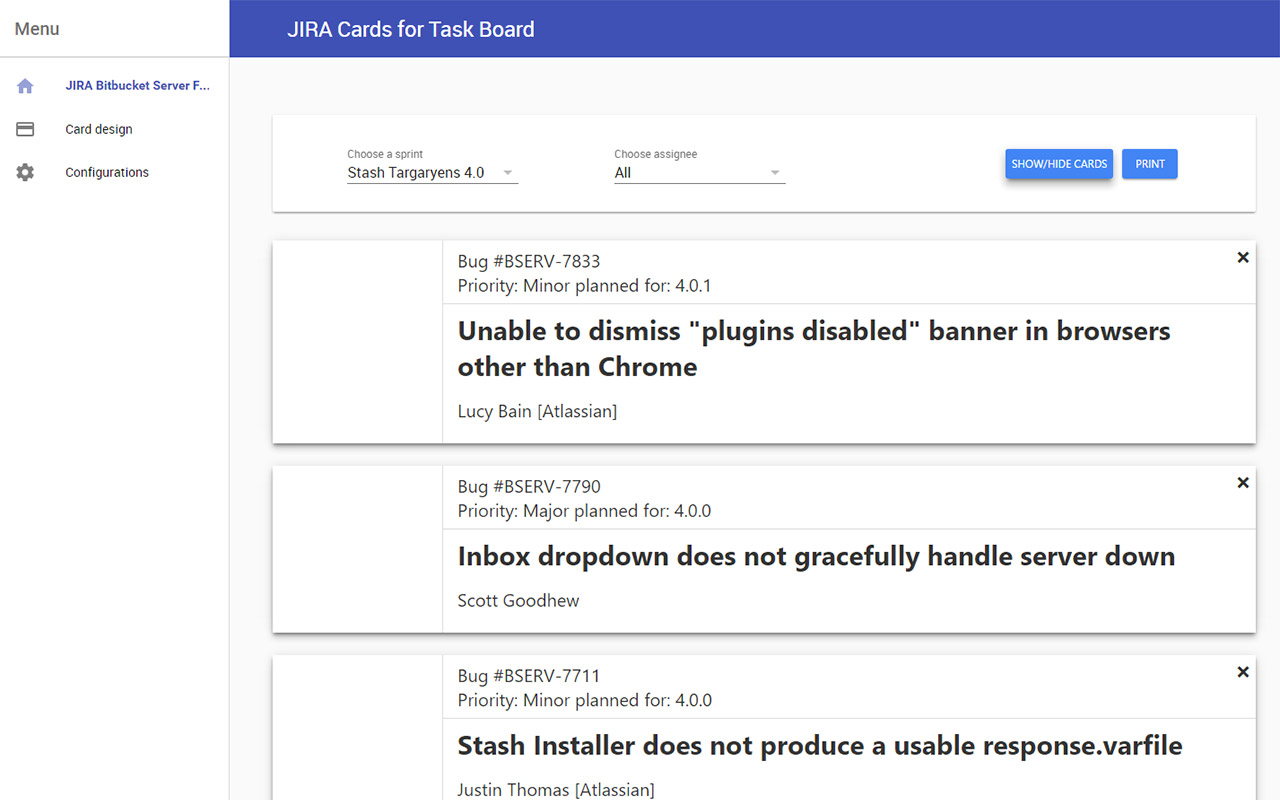 Menu
JIRA Cards for Task Board
JIRA Bitbucket Server F...
Card design
Configurations
Choose a sprint
Stash Targaryens 4.0
Choose assignee
All
SHOW/HIDE CARDS
PRINT
Bug #BSERV-7833
Priority: Minor planned for: 4.0.1
Unable to dismiss "plugins disabled" banner in browsers
other than Chrome
Lucy Bain [Atlassian]
Bug #BSERV-7790
Priority: Major planned for: 4.0.0
Inbox dropdown does not gracefully handle server down
Scott Goodhew
Bug #BSERV-7711
Priority: Minor planned for: 4.0.0
Stash Installer does not produce a usable response.varfile
Justin Thomas [Atlassian]